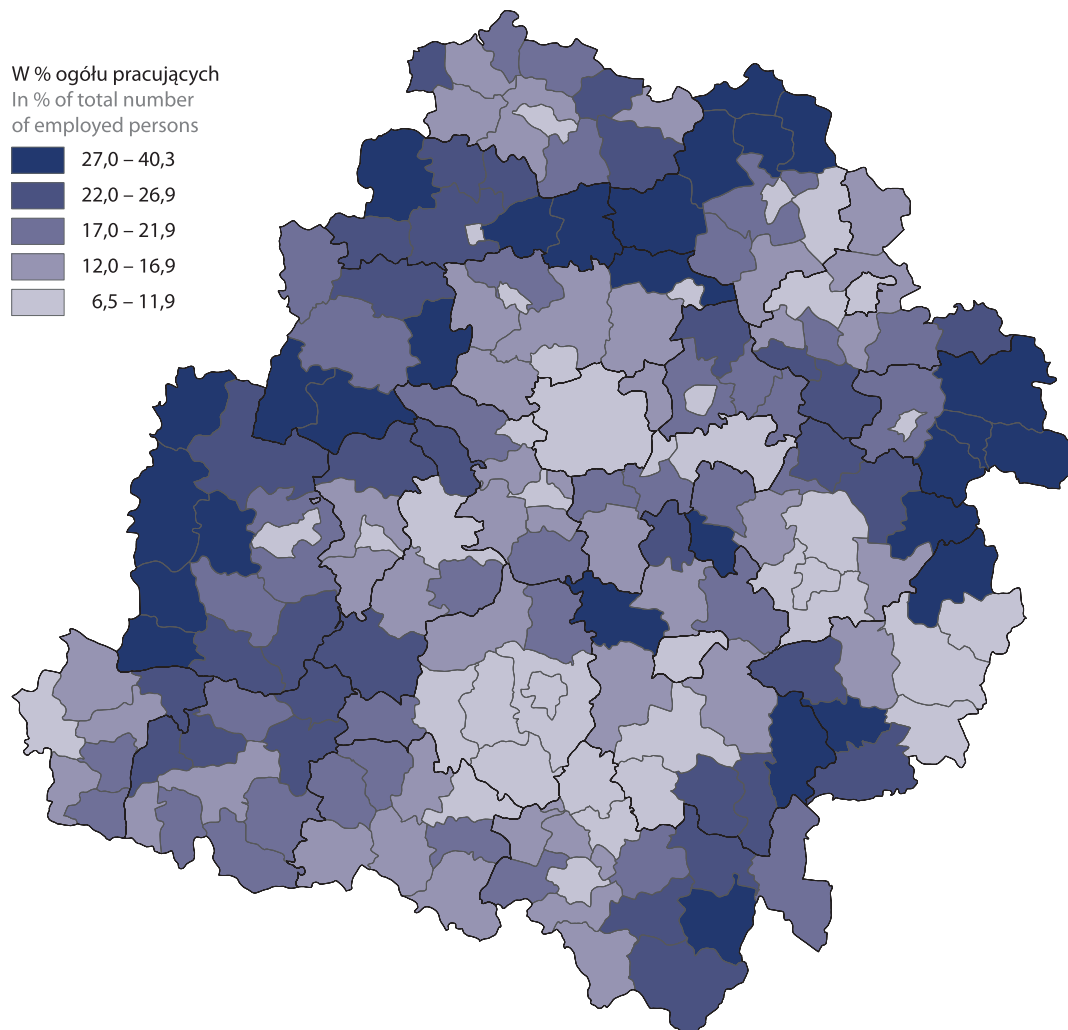 W % ogółu pracujących
In % of total number
of employed persons
27,0 – 40,3
22,0 – 26,9
17,0 – 21,9
12,0 – 16,9
6,5 – 11,9